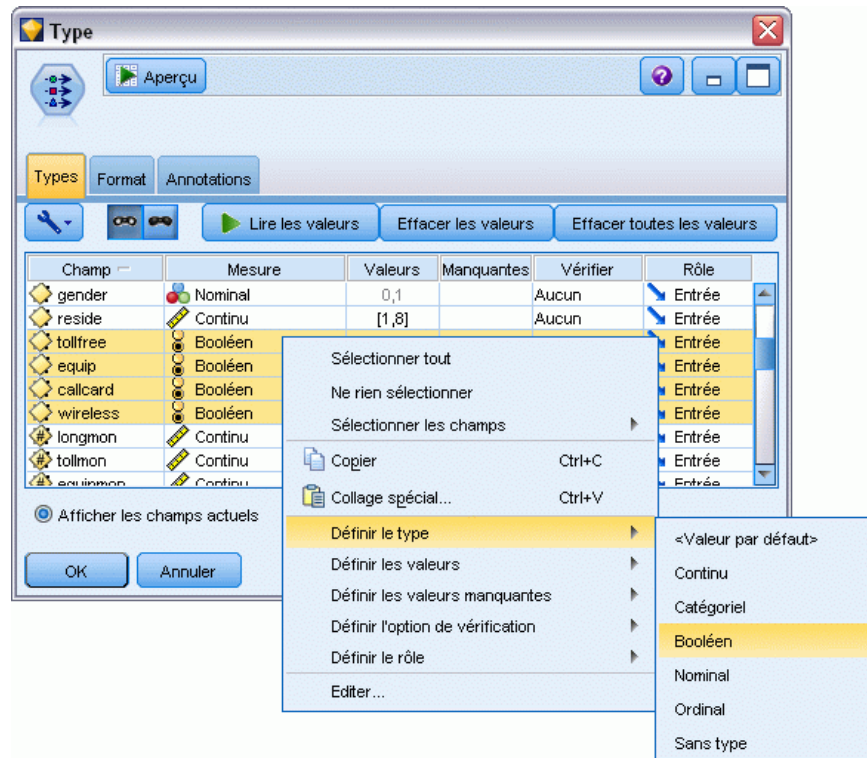 Type
Aperçu
Types Format Annotations
Lire les valeurs Effacer les valeurs Effacer toutes les valeurs
Champ Mesure Valeurs Manquantes Vérifier Rôle
gender Nominal 0,1 Aucun Entrée
reside Continu [1,8] Aucun Entrée
tollfree Booléen Entrée
equip Booléen Entrée
callcard Booléen Entrée
wireless Booléen Entrée
longmon Continu Entrée
tollmon Continu Entrée
equipmon Continu Entrée
Afficher les champs actuels
OK Annuler
Sélectionner tout
Ne rien sélectionner
Sélectionner les champs
Copier Ctrl+C
Collage spécial... Ctrl+V
Définir le type
Définir les valeurs
Définir les valeurs manquantes
Définir l'option de vérification
Définir le rôle
Editer...
<Valeur par défaut>
Continu
Catégoriel
Booléen
Nominal
Ordinal
Sans type